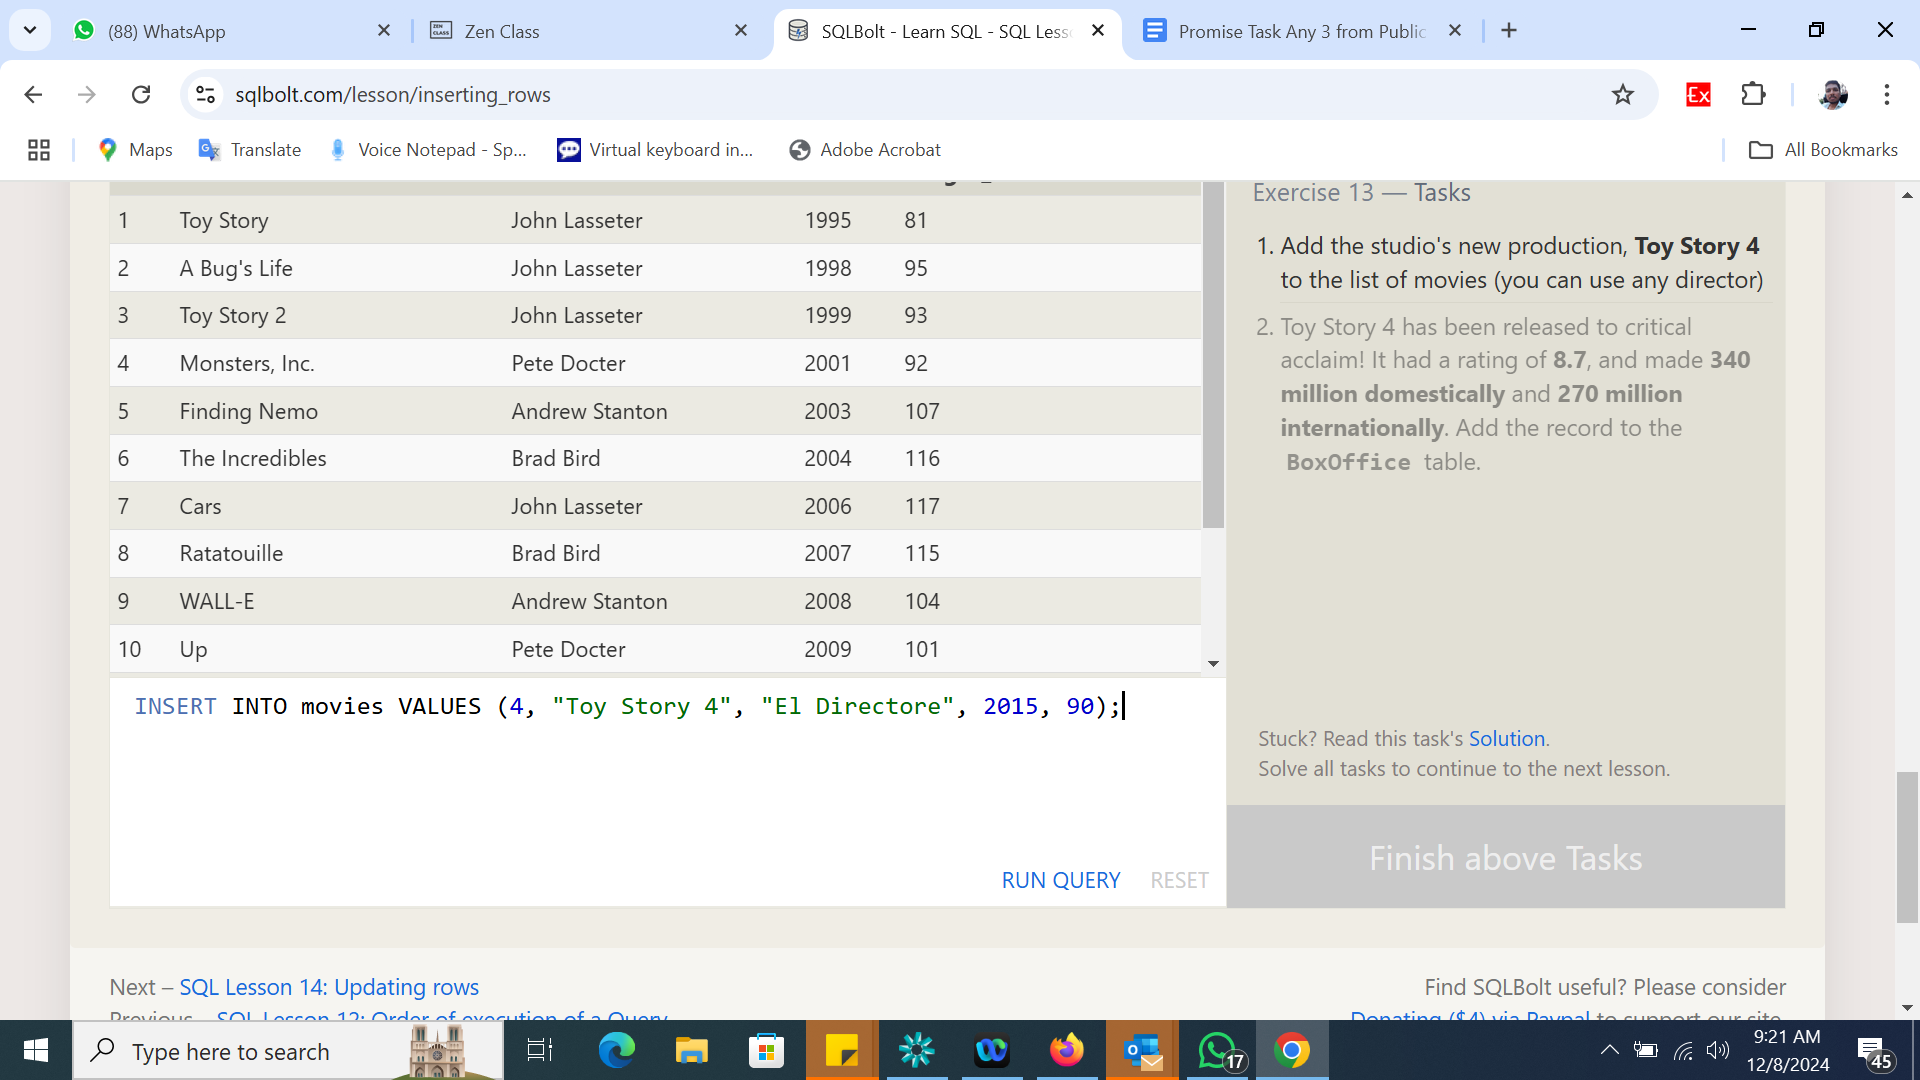 (88) WhatsApp
Zen Class
SQLBolt - Learn SQL - SQL Less
Promise Task Any 3 from Public
sqlbolt.com/lesson/inserting_rows
Ex
Maps
Translate
Voice Notepad - Sp...
Virtual keyboard in...
Adobe Acrobat
All Bookmarks
1 Toy Story John Lasseter 1995 81
2 A Bug's Life John Lasseter 1998 95
3 Toy Story 2 John Lasseter 1999 93
4 Monsters, Inc. Pete Docter 2001 92
5 Finding Nemo Andrew Stanton 2003 107
6 The Incredibles Brad Bird 2004 116
7 Cars John Lasseter 2006 117
8 Ratatouille Brad Bird 2007 115
9 WALL-E Andrew Stanton 2008 104
10 Up Pete Docter 2009 101
INSERT INTO movies VALUES (4, "Toy Story 4", "El Directore", 2015, 90);
RUN QUERY RESET
Exercise 13 — Tasks
1. Add the studio's new production, Toy Story 4
to the list of movies (you can use any director)
2. Toy Story 4 has been released to critical
acclaim! It had a rating of 8.7, and made 340
million domestically and 270 million
internationally. Add the record to the
BoxOffice table.
Stuck? Read this task's Solution.
Solve all tasks to continue to the next lesson.
Finish above Tasks
Next – SQL Lesson 14: Updating rows
Previous – SQL Lesson 12: Order of execution of a Query
Find SQLBolt useful? Please consider
Donating ($4) via Paypal to support our site.
Type here to search
17
9:21 AM
12/8/2024
45